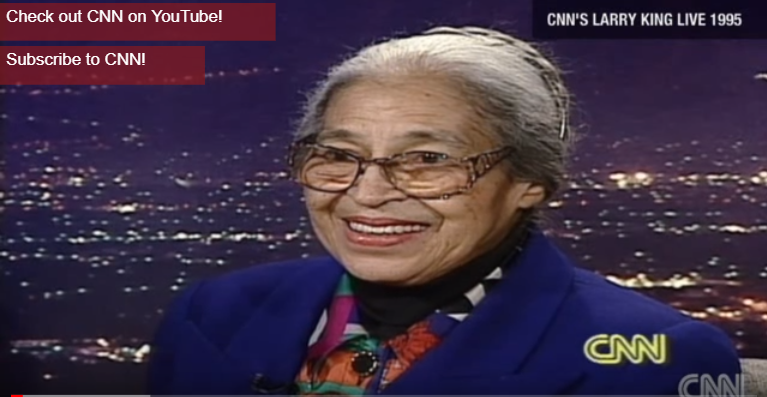 Check out CNN on YouTube!
CNN'S LARRY KING LIVE 1995
Subscribe to CNN!
CNN
CNN